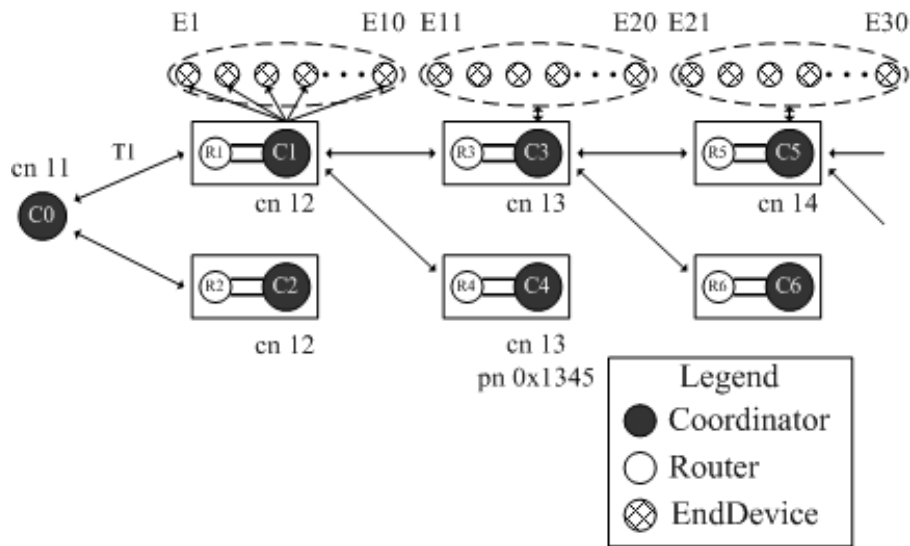 E1 E10 E11 E20 E21 E30
T1
R1 C1 R3 C3 R5 C5
cn 11
cn 12 cn 13 cn 14
C0
R2 C2 R4 C4 R6 C6
cn 12 cn 13
pn 0x1345
Legend
Coordinator
Router
EndDevice